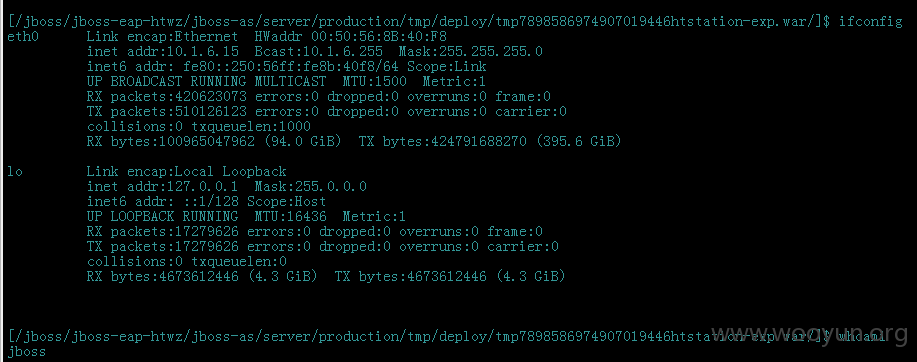 [/jboss/jboss-eap-htwz/jboss-as/server/production/tmp/deploy/tmp7898586974907019446htstation-exp.war/]$ ifconfig
eth0 Link encap:Ethernet HWaddr 00:50:56:8B:40:F8
inet addr:10.1.6.15 Bcast:10.1.6.255 Mask:255.255.255.0
inet6 addr: fe80::250:56ff:fe8b:40f8/64 Scope:Link
UP BROADCAST RUNNING MULTICAST MTU:1500 Metric:1
RX packets:420623073 errors:0 dropped:0 overruns:0 frame:0
TX packets:510126123 errors:0 dropped:0 overruns:0 carrier:0
collisions:0 txqueuelen:1000
RX bytes:100965047962 (94.0 GiB) TX bytes:424791688270 (395.6 GiB)
lo Link encap:Local Loopback
inet addr:127.0.0.1 Mask:255.0.0.0
inet6 addr: ::1/128 Scope:Host
UP LOOPBACK RUNNING MTU:16436 Metric:1
RX packets:17279626 errors:0 dropped:0 overruns:0 frame:0
TX packets:17279626 errors:0 dropped:0 overruns:0 carrier:0
collisions:0 txqueuelen:0
RX bytes:4673612446 (4.3 GiB) TX bytes:4673612446 (4.3 GiB)
[/jboss/jboss-eap-htwz/jboss-as/server/production/tmp/deploy/tmp7898586974907019446htstation-exp.war/]$ whoami
jboss
www.wooyun.org